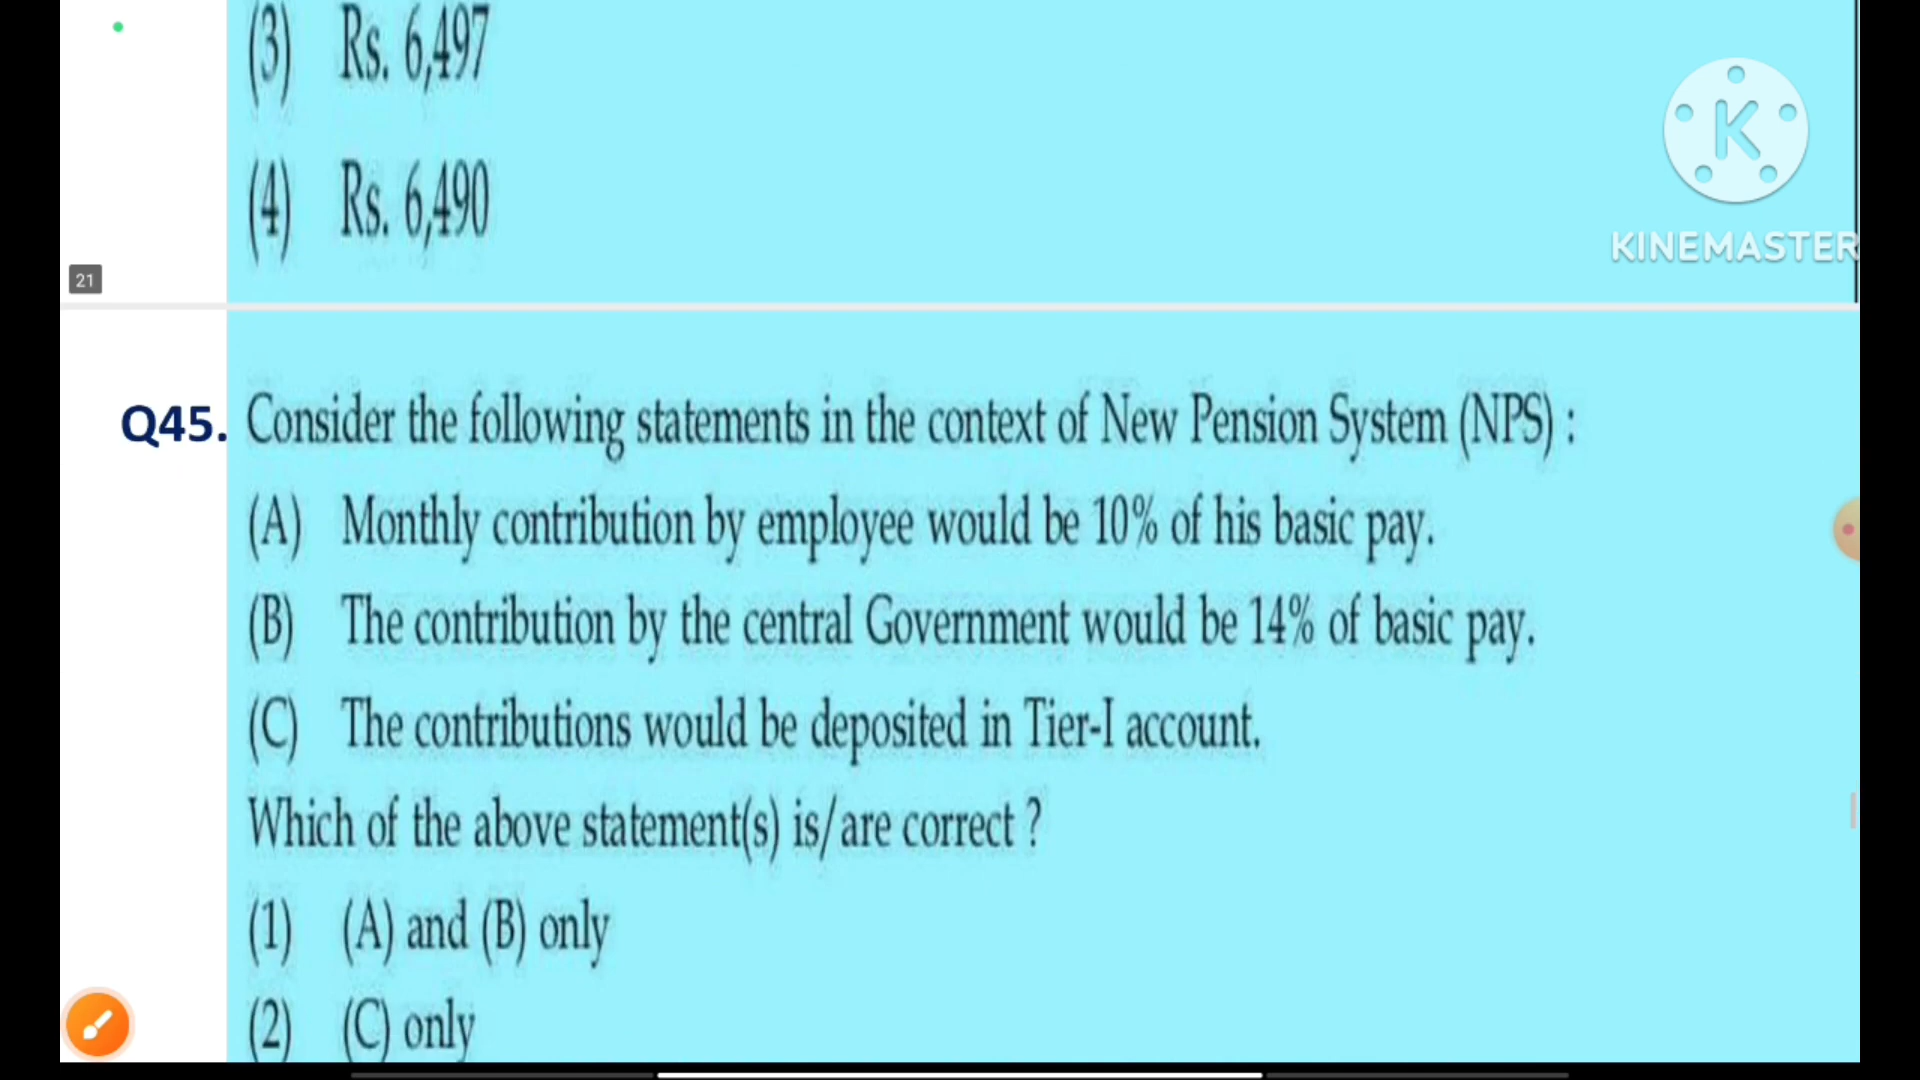 (3) Rs. 6,497
(4) Rs. 6,490
K
KINEMASTER
21
Q45. Consider the following statements in the context of New Pension System (NPS) :
(A) Monthly contribution by employee would be 10% of his basic pay.
(B) The contribution by the central Government would be 14% of basic pay.
(C) The contributions would be deposited in Tier-I account.
Which of the above statement(s) is/are correct ?
(1) (A) and (B) only
(2) (C) only